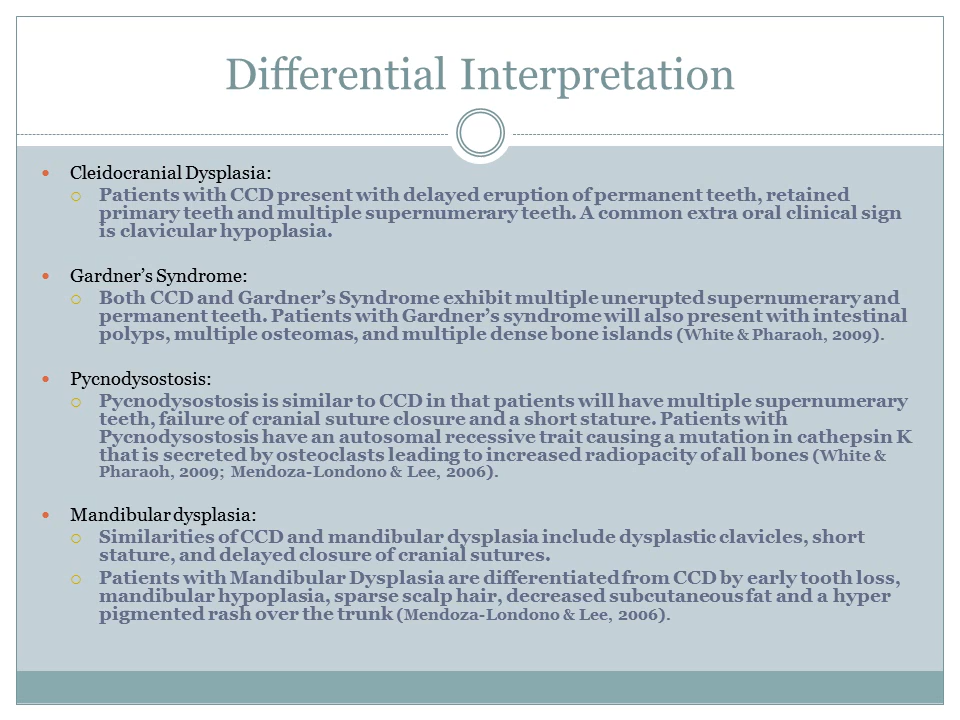 Differential Interpretation
• Cleidocranial Dysplasia:
○ Patients with CCD present with delayed eruption of permanent teeth, retained
primary teeth and multiple supernumerary teeth. A common extra oral clinical sign
is clavicular hypoplasia.
• Gardner’s Syndrome:
○ Both CCD and Gardner’s Syndrome exhibit multiple unerupted supernumerary and
permanent teeth. Patients with Gardner’s syndrome will also present with intestinal
polyps, multiple osteomas, and multiple dense bone islands (White & Pharaoh, 2009).
• Pycnodysostosis:
○ Pycnodysostosis is similar to CCD in that patients will have multiple supernumerary
teeth, failure of cranial suture closure and a short stature. Patients with
Pycnodysostosis have an autosomal recessive trait causing a mutation in cathepsin K
that is secreted by osteoclasts leading to increased radiopacity of all bones (White &
Pharaoh, 2009; Mendoza-Londono & Lee, 2006).
• Mandibular dysplasia:
○ Similarities of CCD and mandibular dysplasia include dysplastic clavicles, short
stature, and delayed closure of cranial sutures.
○ Patients with Mandibular Dysplasia are differentiated from CCD by early tooth loss,
mandibular hypoplasia, sparse scalp hair, decreased subcutaneous fat and a hyper
pigmented rash over the trunk (Mendoza-Londono & Lee, 2006).